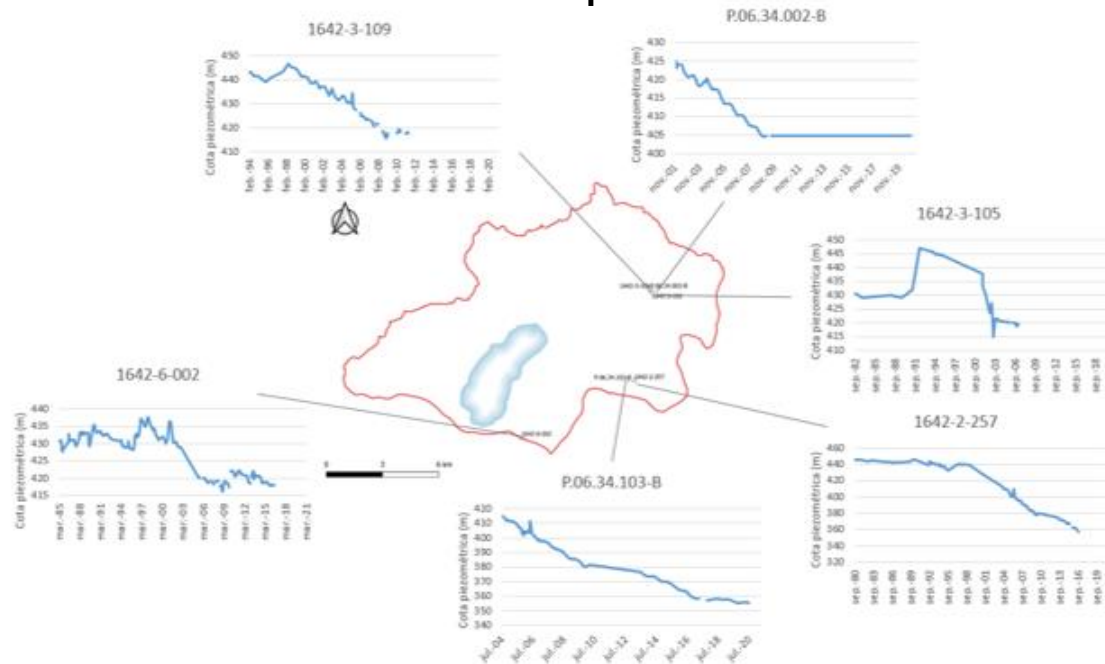 1642-3-109
Cota piezométrica (m)
450
440
430
420
410
feb.-94
feb.-96
feb.-98
feb.-00
feb.-02
feb.-04
feb.-06
feb.-08
feb.-10
feb.-12
feb.-14
feb.-16
feb.-18
feb.-20
P.06.34.002-B
Cota piezométrica (m)
430
425
420
415
410
405
400
nov.-01
nov.-03
nov.-05
nov.-07
nov.-09
nov.-11
nov.-13
nov.-15
nov.-17
nov.-19
1642-3-105
Cota piezométrica (m)
450
445
440
435
430
425
420
415
410
sep.-82
sep.-85
sep.-88
sep.-91
sep.-94
sep.-97
sep.-00
sep.-03
sep.-06
sep.-09
sep.-12
sep.-15
sep.-18
1642-6-002
Cota piezométrica (m)
440
435
430
425
420
415
mar.-85
mar.-88
mar.-91
mar.-94
mar.-97
mar.-00
mar.-03
mar.-06
mar.-09
mar.-12
mar.-15
mar.-18
mar.-21
1642-2-257
Cota piezométrica (m)
460
440
420
400
380
360
340
320
sep.-80
sep.-83
sep.-86
sep.-89
sep.-92
sep.-95
sep.-98
sep.-01
sep.-04
sep.-07
sep.-10
sep.-13
sep.-16
sep.-19
1642-6-002
P.06.34.103-B
Cota piezométrica (m)
420
410
400
390
380
370
360
350
340
jul.-04
jul.-06
jul.-08
jul.-10
jul.-12
jul.-14
jul.-16
jul.-18
jul.-20